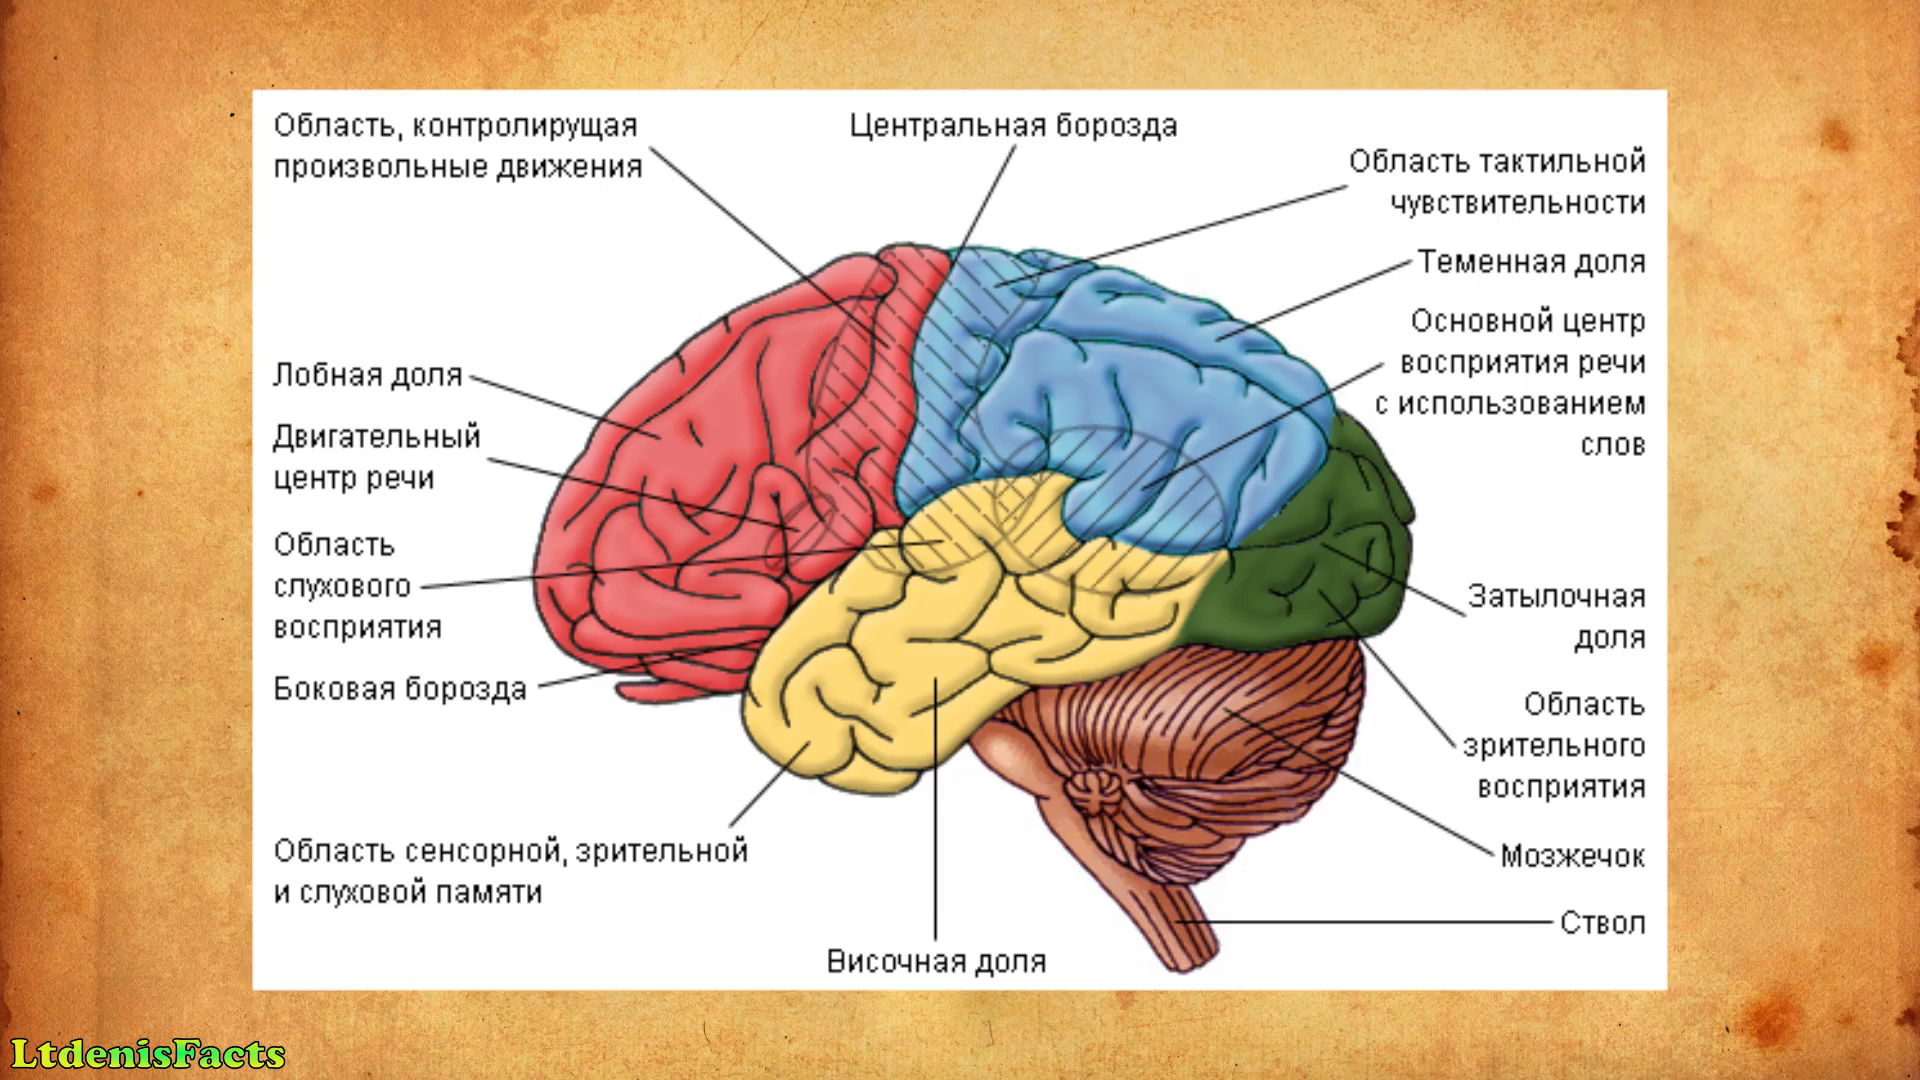 Область, контролирущая
произвольные движения
Центральная борозда
Область тактильной
чувствительности
Теменная доля
Основной центр
восприятия речи
с использованием
слов
Лобная доля
Двигательный
центр речи
Область
слухового
восприятия
Боковая борозда
Затылочная
доля
Область
зрительного
восприятия
Область сенсорной, зрительной
и слуховой памяти
Мозжечок
Ствол
Височная доля
LtdenisFacts